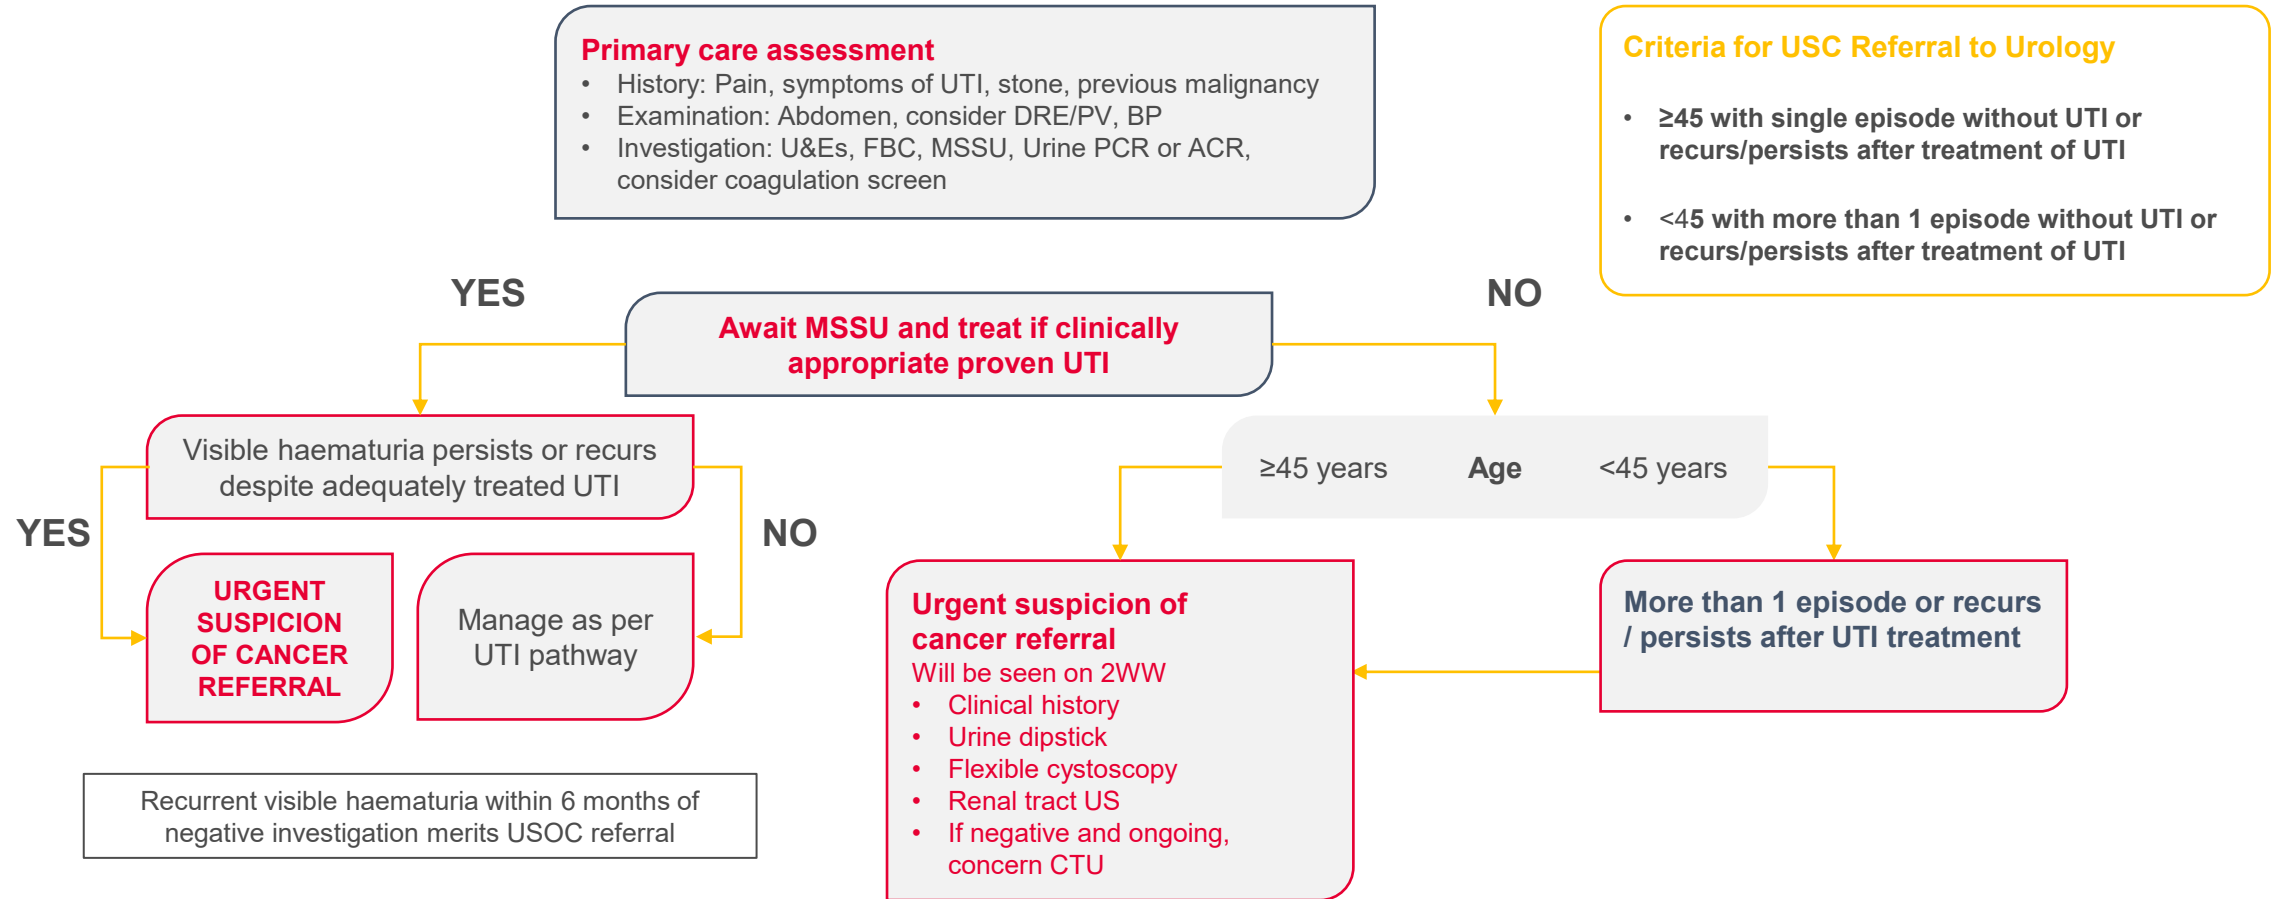 Primary care assessment
• History: Pain, symptoms of UTI, stone, previous malignancy
• Examination: Abdomen, consider DRE/PV, BP
• Investigation: U&Es, FBC, MSSU, Urine PCR or ACR,
consider coagulation screen
Criteria for USC Referral to Urology
• ≥45 with single episode without UTI or
recurs/persists after treatment of UTI
• <45 with more than 1 episode without UTI or
recurs/persists after treatment of UTI
YES
NO
Await MSSU and treat if clinically
appropriate proven UTI
Visible haematuria persists or recurs
despite adequately treated UTI
≥45 years Age <45 years
YES
NO
URGENT
SUSPICION
OF CANCER
REFERRAL
Manage as per
UTI pathway
Urgent suspicion of
cancer referral
Will be seen on 2WW
• Clinical history
• Urine dipstick
• Flexible cystoscopy
• Renal tract US
• If negative and ongoing,
concern CTU
More than 1 episode or recurs
/ persists after UTI treatment
Recurrent visible haematuria within 6 months of
negative investigation merits USOC referral